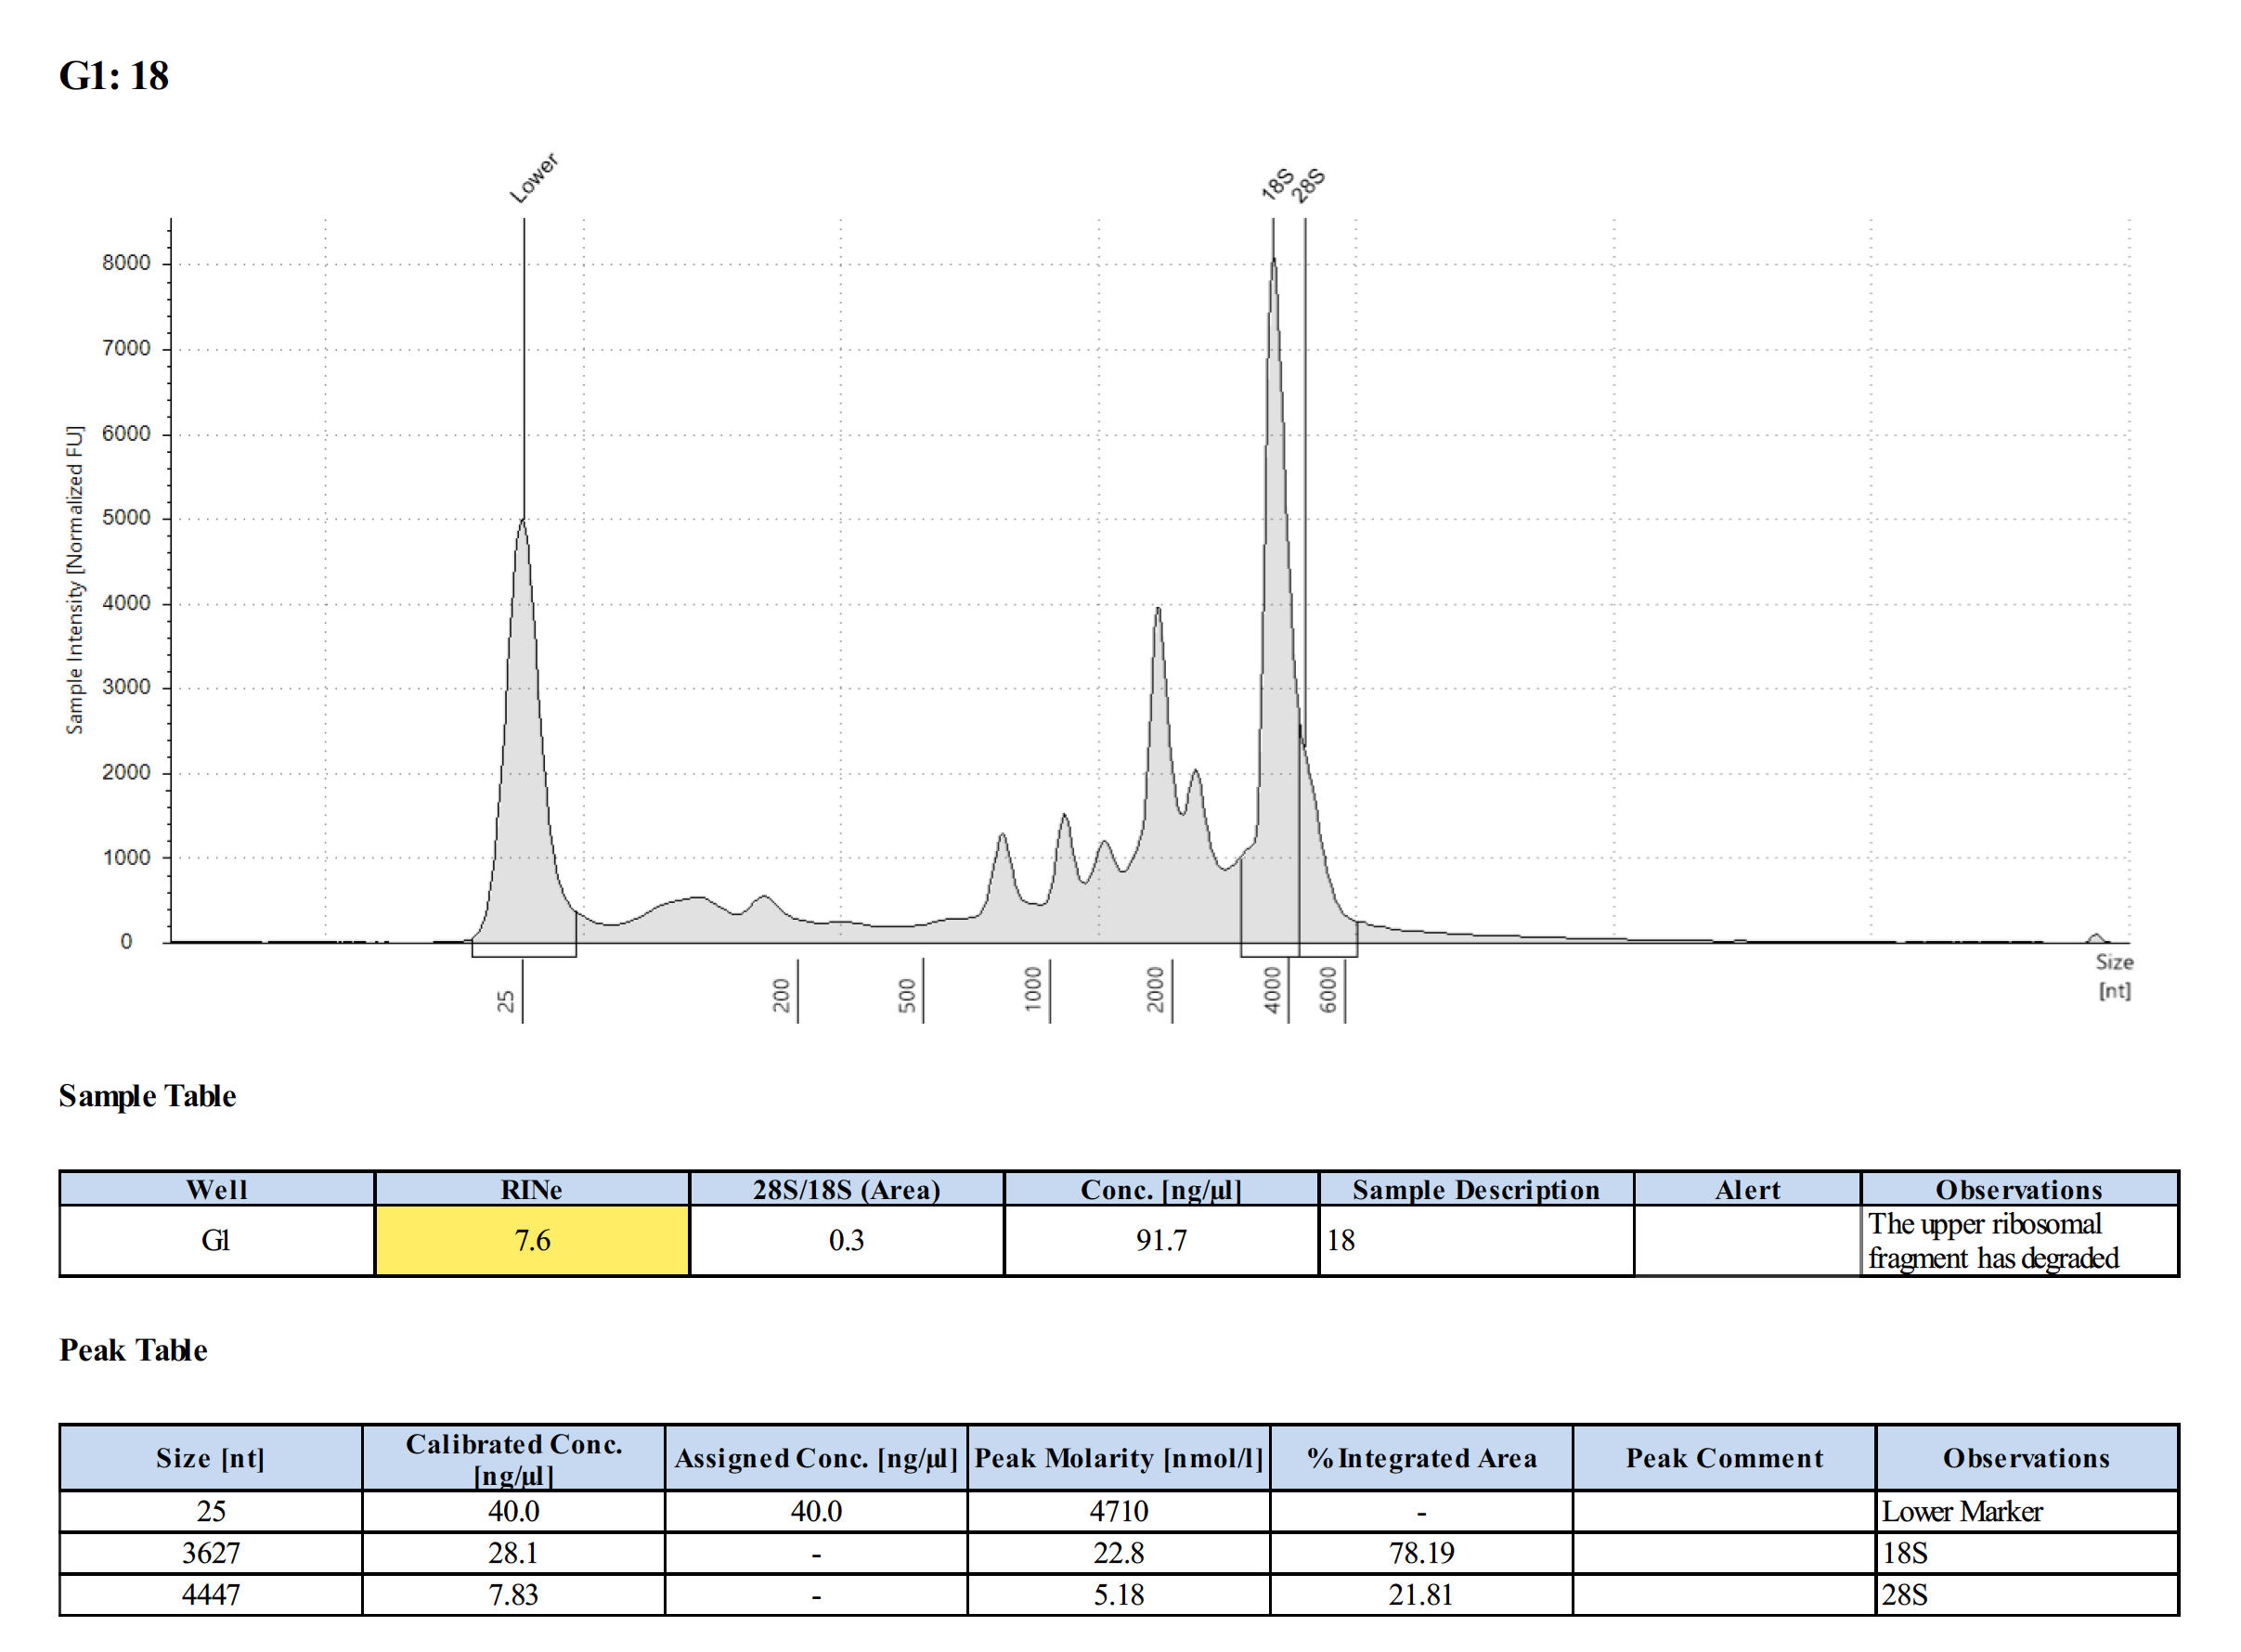 G1: 18
Lower
18S
28S
Sample Intensity [Normalized FU]
8000
7000
6000
5000
4000
3000
2000
1000
0
25
200
500
1000
2000
4000
6000
Size
[nt]
Sample Table
Well RINe 28S/18S (Area) Conc. [ng/µl] Sample Description Alert Observations
G1 7.6 0.3 91.7 18 The upper ribosomal
fragment has degraded
Peak Table
Size [nt] Calibrated Conc. [ng/µl] Assigned Conc. [ng/µl] Peak Molarity [nmol/l] % Integrated Area Peak Comment Observations
25 40.0 40.0 4710 - Lower Marker
3627 28.1 - 22.8 78.19 18S
4447 7.83 - 5.18 21.81 28S